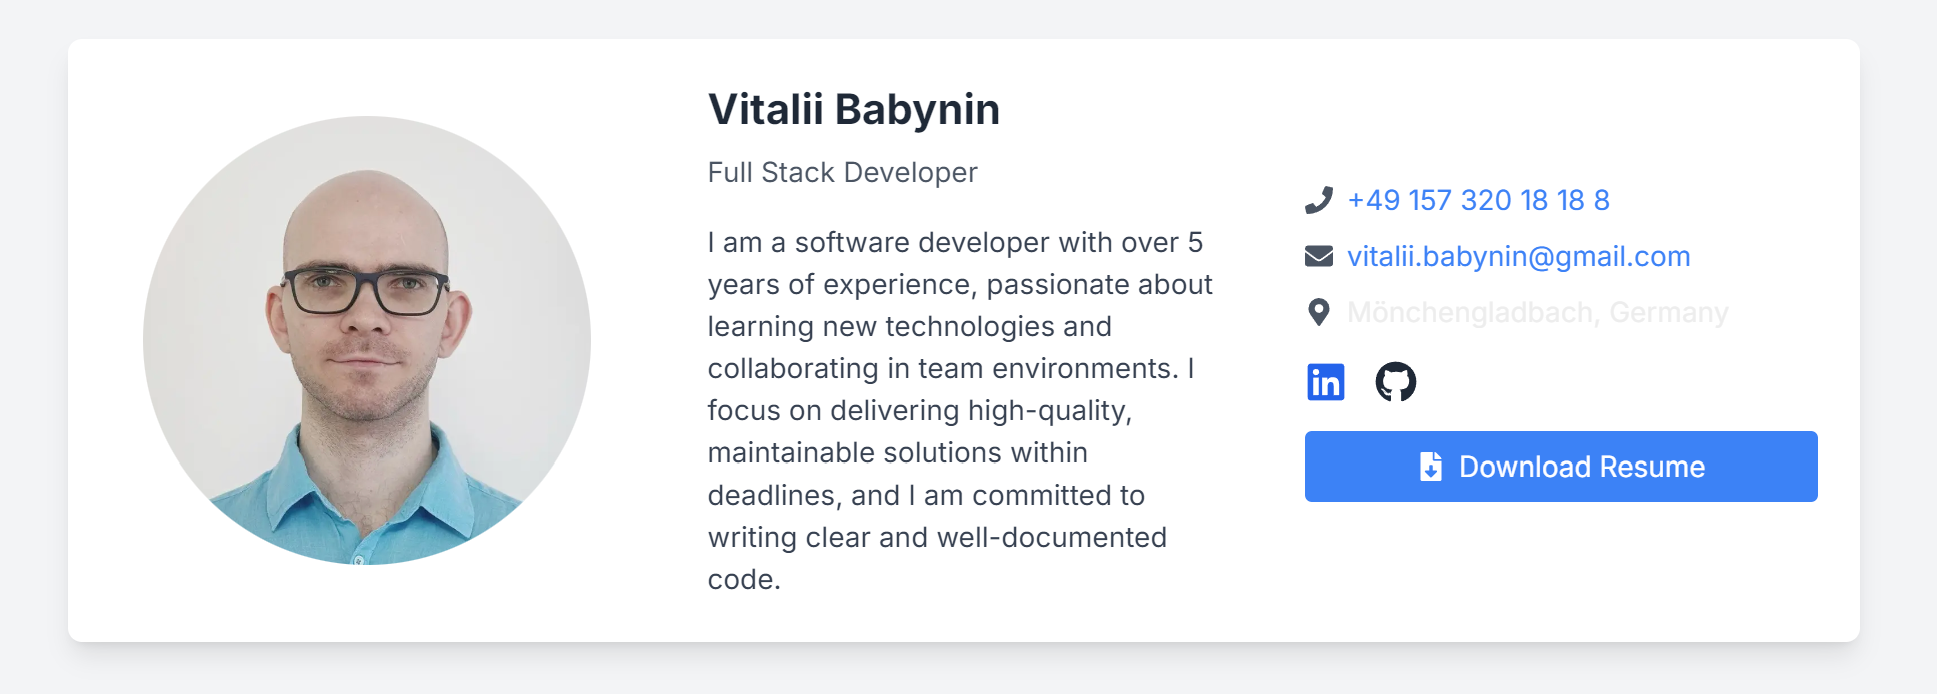 Vitalii Babynin
Full Stack Developer
I am a software developer with over 5
years of experience, passionate about
learning new technologies and
collaborating in team environments. I
focus on delivering high-quality,
maintainable solutions within
deadlines, and I am committed to
writing clear and well-documented
code.
+49 157 320 18 18 8
vitalii.babynin@gmail.com
Mönchengladbach, Germany
in
Download Resume